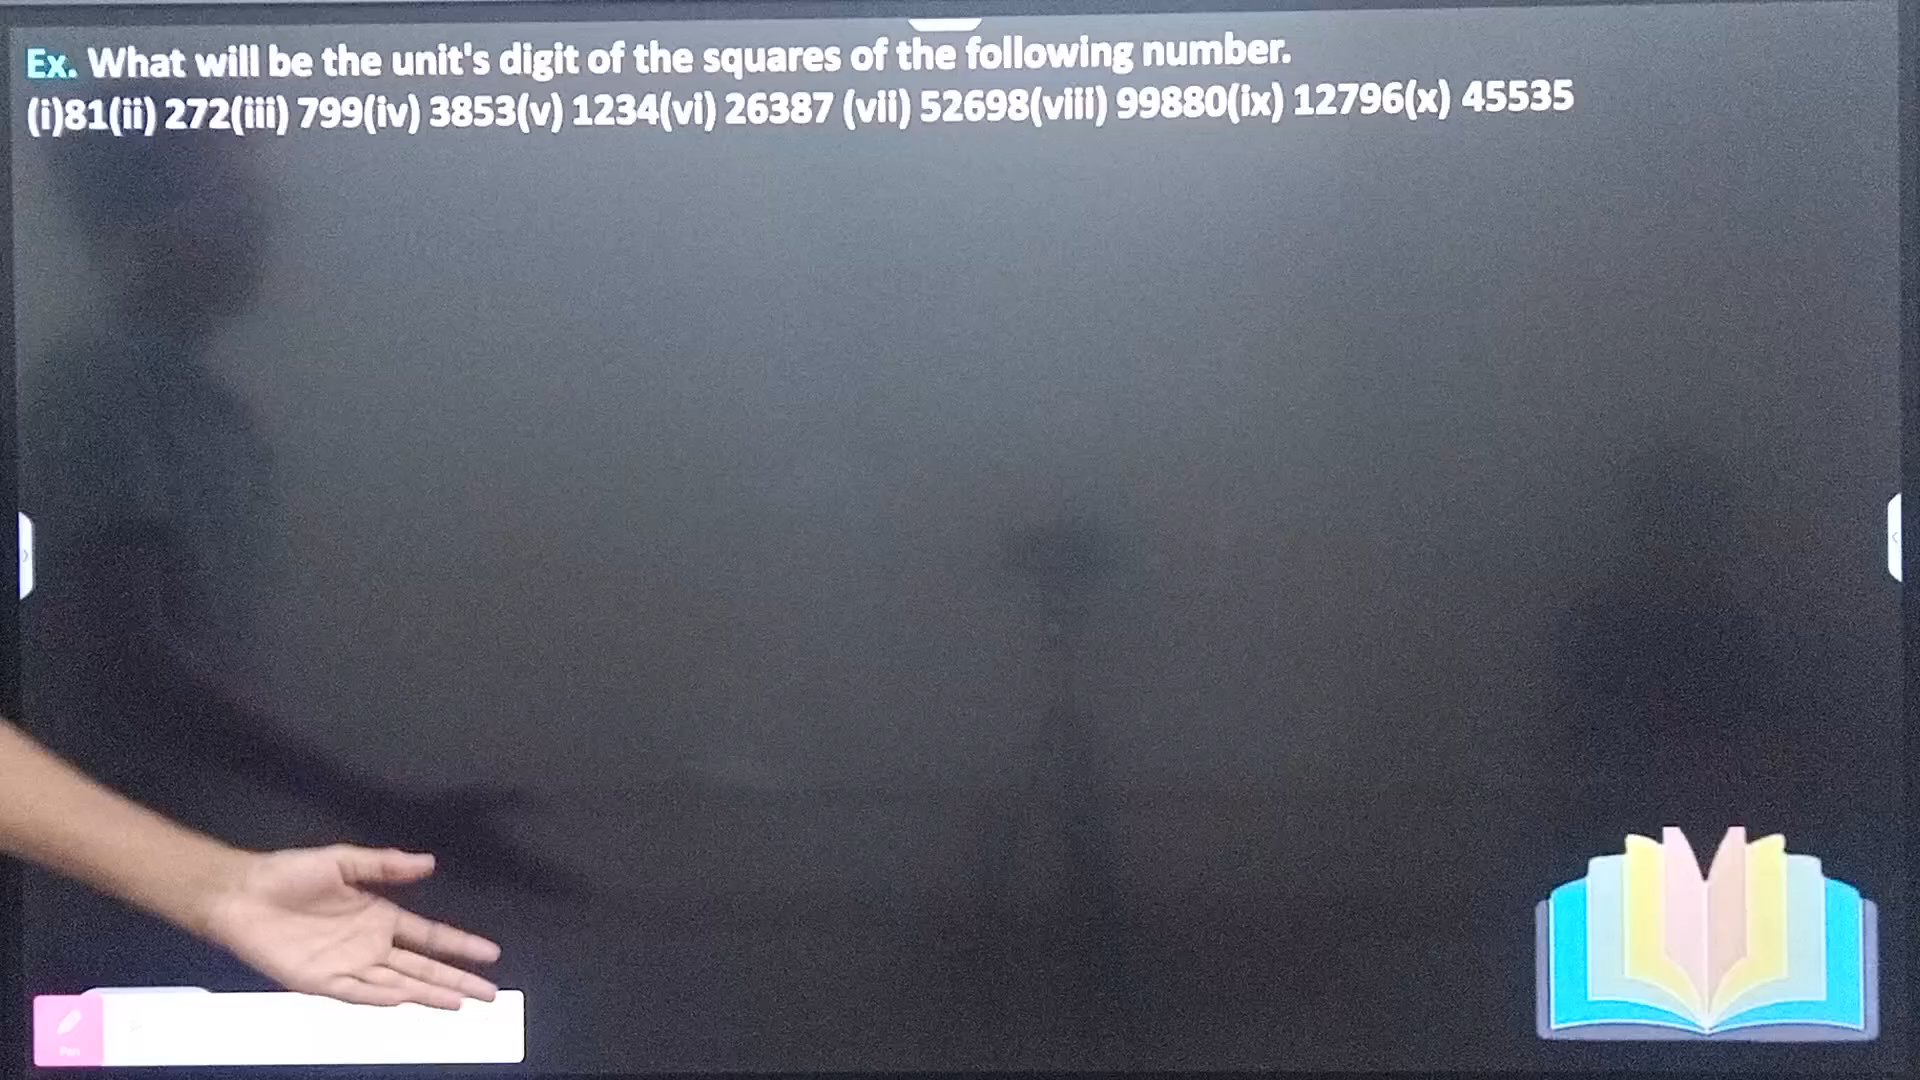 Ex. What will be the unit's digit of the squares of the following number.
(i)81(ii) 272(iii) 799(iv) 3853(v) 1234(vi) 26387 (vii) 52698(viii) 99880(ix) 12796(x) 45535
Pen